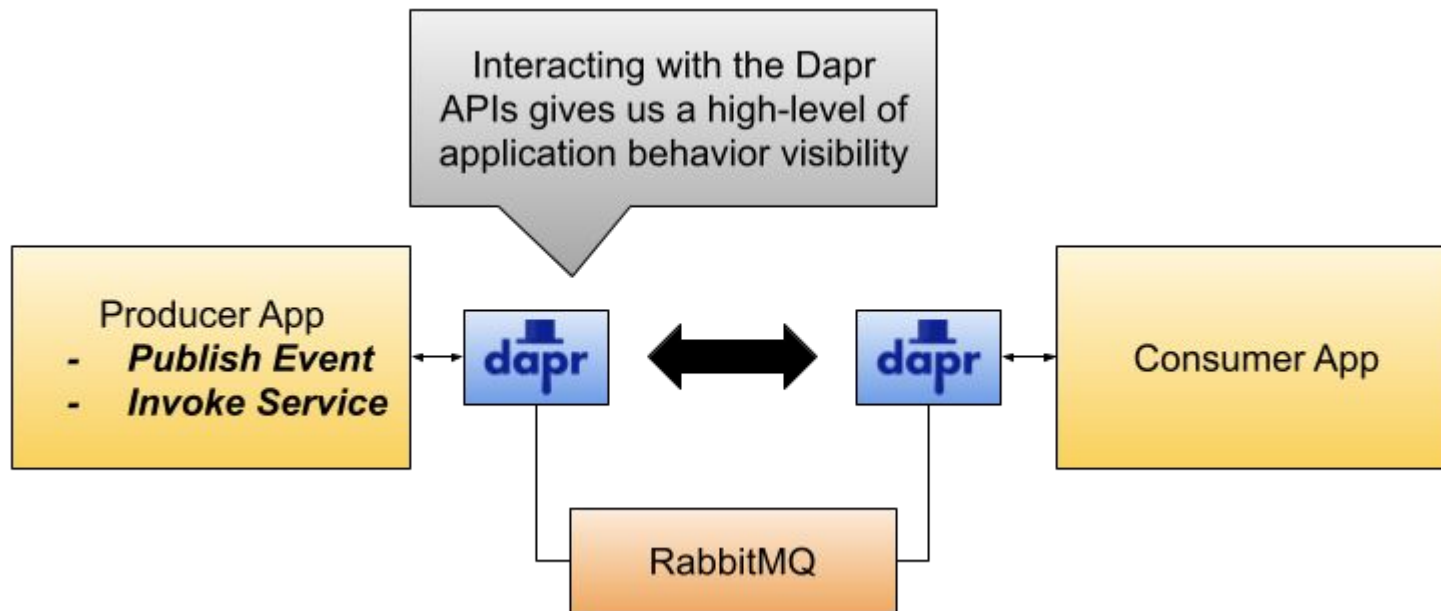 Interacting with the Dapr
APIs gives us a high-level of
application behavior visibility
Producer App
- Publish Event
- Invoke Service
dapr
dapr
Consumer App
RabbitMQ